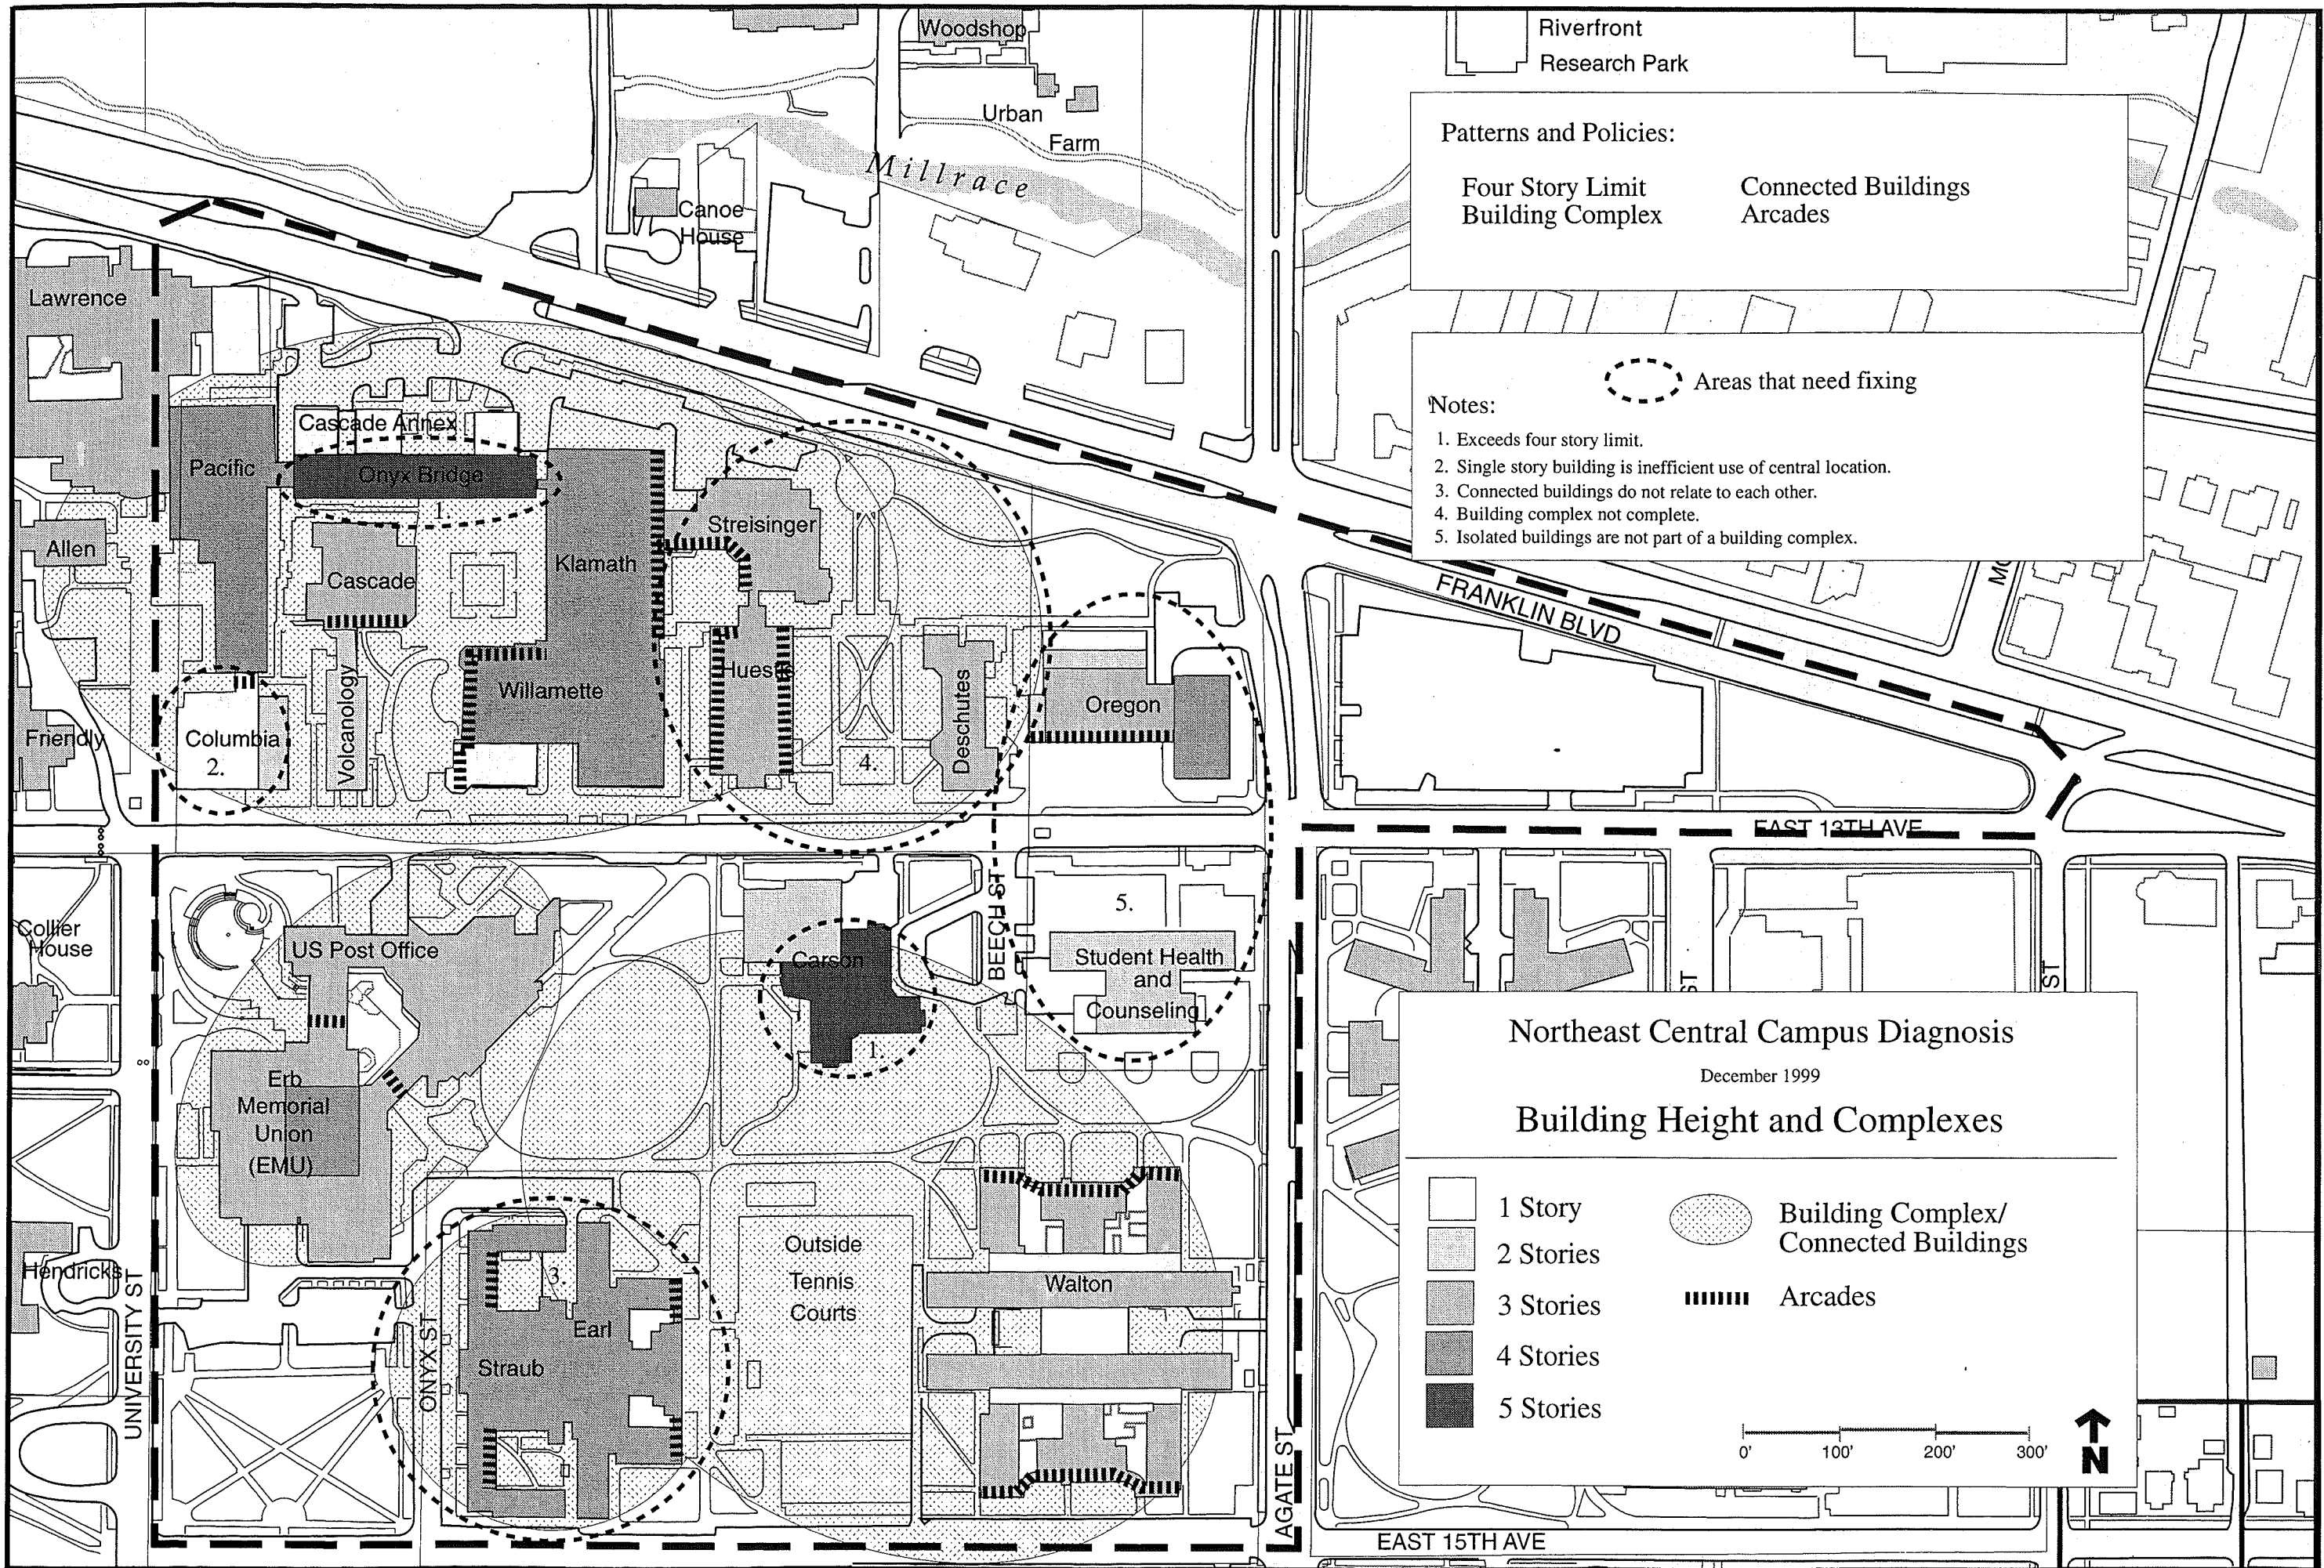 Woodshop
Riverfront
Research Park
Urban
Farm
Millrace
Canoe
House
Patterns and Policies:
Four Story Limit
Building Complex
Connected Buildings
Arcades
Areas that need fixing
Notes:
1. Exceeds four story limit.
2. Single story building is inefficient use of central location.
3. Connected buildings do not relate to each other.
4. Building complex not complete.
5. Isolated buildings are not part of a building complex.
Lawrence
Cascade Annex
Pacific
Onyx Bridge
1.
Streisinger
Allen
Klamath
Cascade
FRANKLIN BLVD
Huestis
Willamette
Volcanology
Deschutes
Oregon
Friendly
Columbia
2.
4.
EAST 13TH AVE
Collier
House
US Post Office
Carson
1.
BEECH ST
5.
Student Health
and
Counseling
ST
ST
Erb
Memorial
Union
(EMU)
Hendricks
UNIVERSITY ST
ONYX ST
3.
Earl
Straub
Outside
Tennis
Courts
Walton
AGATE ST
EAST 15TH AVE
Northeast Central Campus Diagnosis
December 1999
Building Height and Complexes
1 Story
2 Stories
3 Stories
4 Stories
5 Stories
Building Complex/
Connected Buildings
Arcades
0' 100' 200' 300'
N